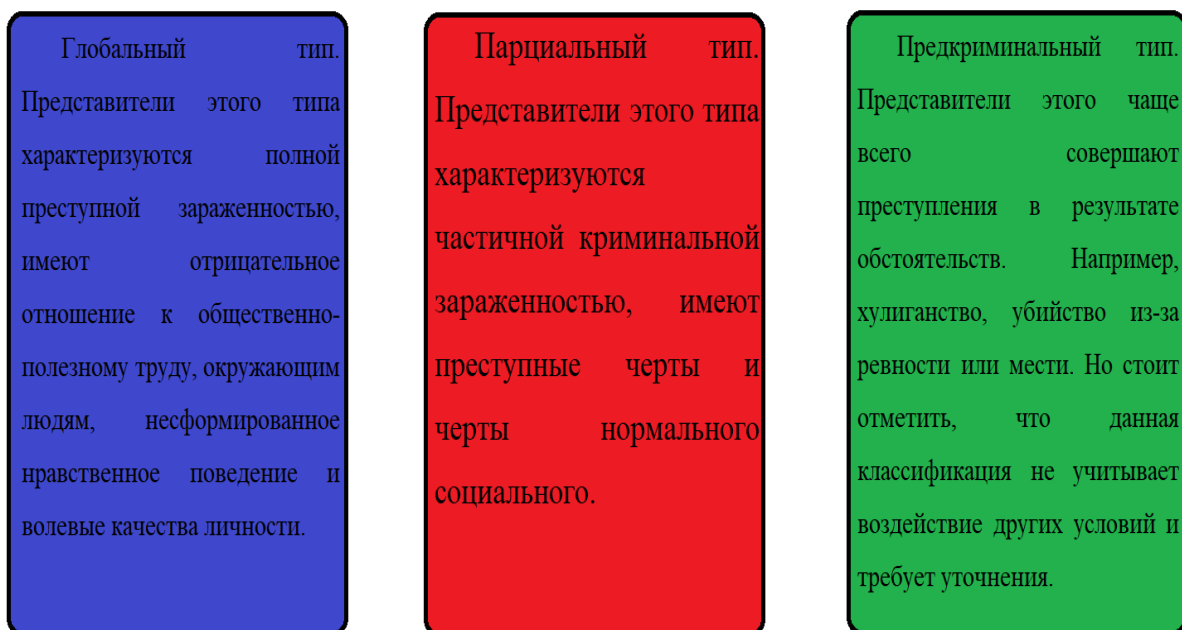 Глобальный тип.
Представители этого типа
характеризуются полной
преступной зараженностью,
имеют отрицательное
отношение к общественно-
полезному труду, окружающим
людям, несформированное
нравственное поведение и
волевые качества личности.
Парциальный тип.
Представители этого типа
характеризуются
частичной криминальной
зараженностью, имеют
преступные черты и
черты нормального
социального.
Предкриминальный тип.
Представители этого чаще
всего совершают
преступления в результате
обстоятельств. Например,
хулиганство, убийство из-за
ревности или мести. Но стоит
отметить, что данная
классификация не учитывает
воздействие других условий и
требует уточнения.